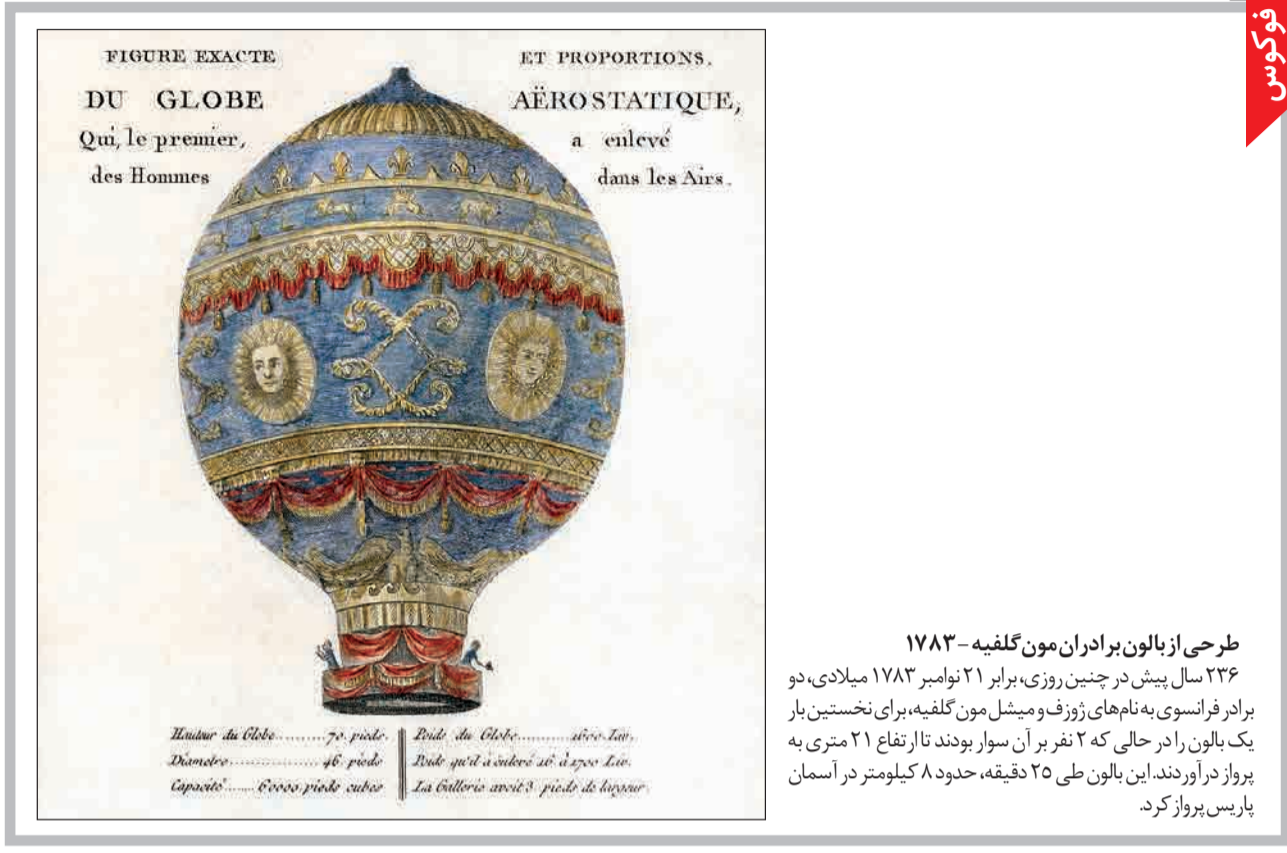 فوکوس
FIGURE EXACTE ET PROPORTIONS.
DU GLOBE AËROSTATIQUE,
Qui, le premier, a enlevé
des Hommes dans les Airs.
Hauteur du Globe........70. pieds.
Diametre................46. pieds
Capacité.......60000. pieds cubes
Poids du Globe...............1600. Liv.
Poids qu'il a enlevé 16 à 1700 Liv.
La Gallerie avoit 3. pieds de largeur.
طرحی از بالون برادران مون گلفیه - ۱۷۸۳
۲۳۶ سال پیش در چنین روزی، برابر ۲۱ نوامبر ۱۷۸۳ میلادی، دو
برادر فرانسوی به نام‌های ژوزف و میشل مون گلفیه، برای نخستین بار
یک بالون را در حالی که ۲ نفر بر آن سوار بودند تا ارتفاع ۲۱ متری به
پرواز درآوردند. این بالون طی ۲۵ دقیقه، حدود ۸ کیلومتر در آسمان
پاریس پرواز کرد.